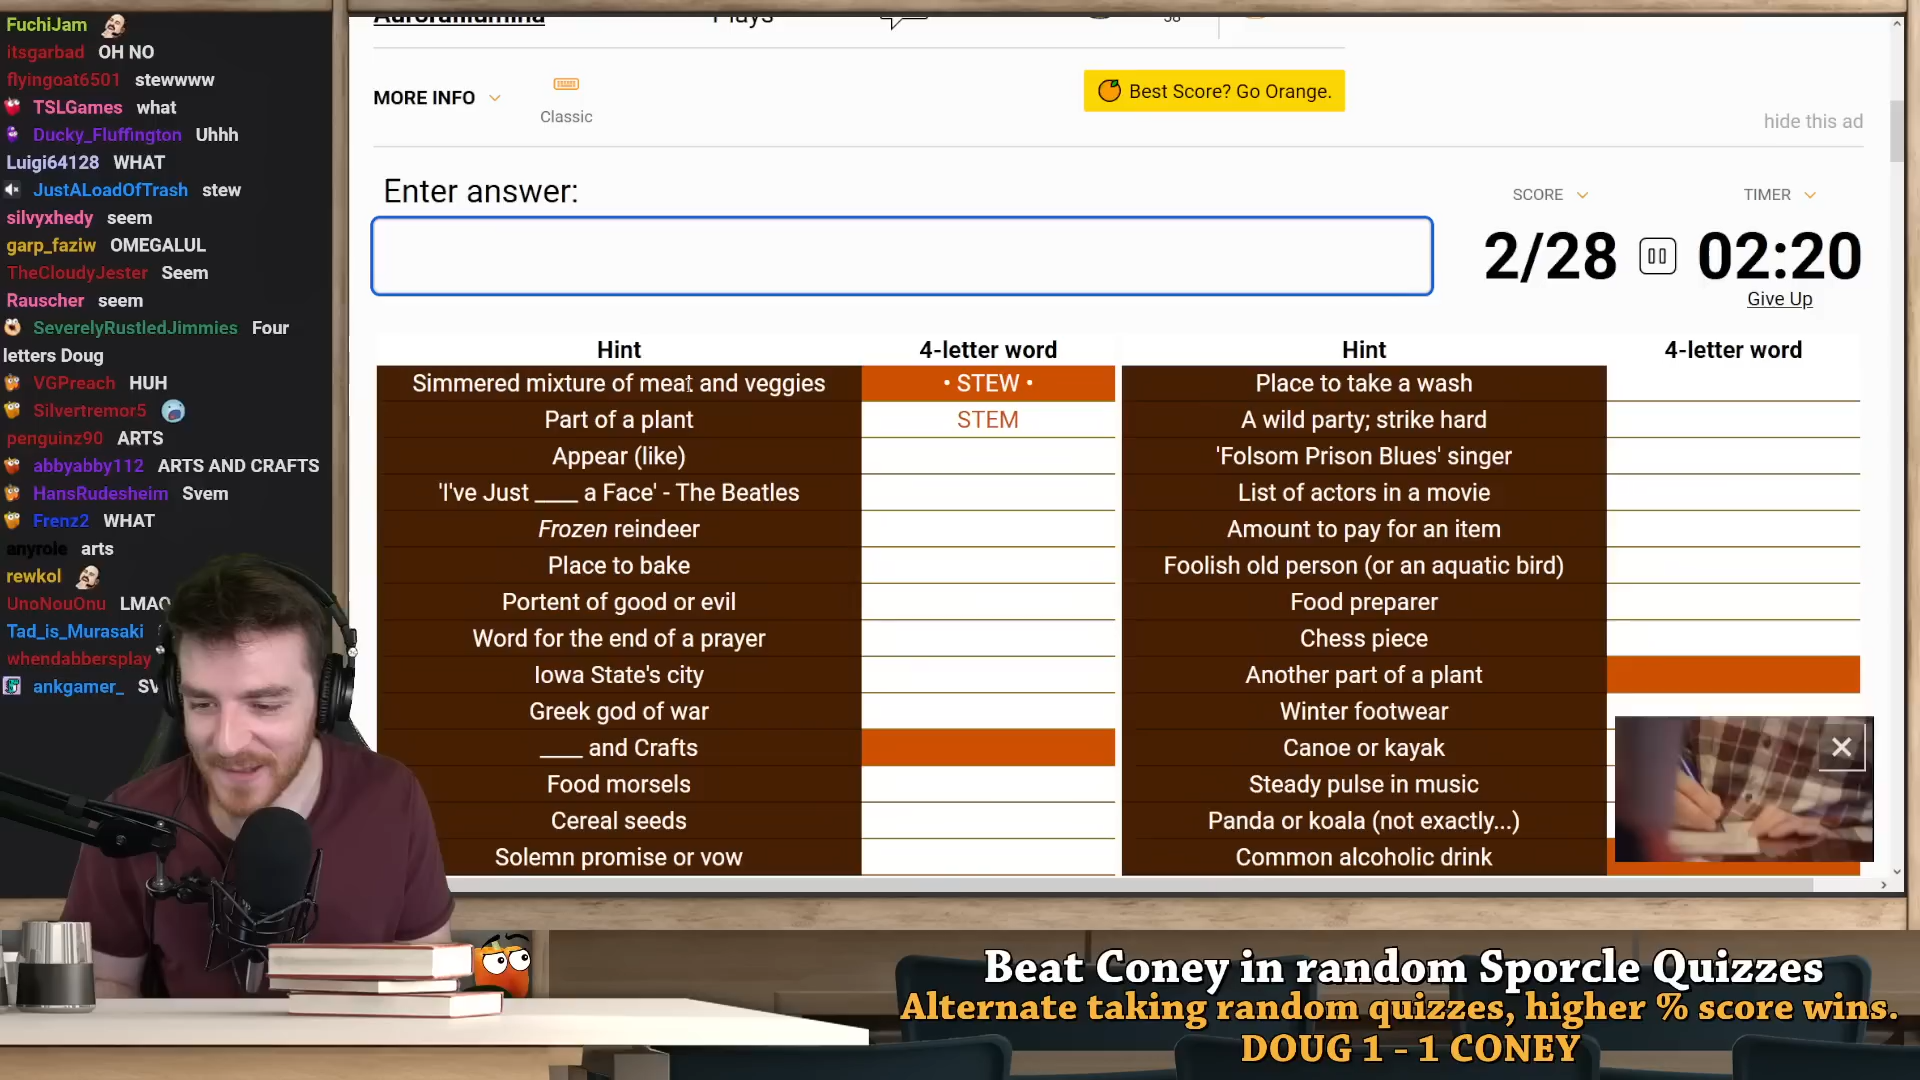 FuchiJam
itsgarbad OH NO
flyingoat6501 stewwww
TSLGames what
Ducky_Fluffington Uhhh
Luigi64128 WHAT
JustALoadOfTrash stew
silvyxhedy seem
garp_faziw OMEGALUL
TheCloudyJester Seem
Rauscher seem
SeverelyRustledJimmies Four
letters Doug
VGPreach HUH
Silvertremor5
penguinz90 ARTS
abbyabby112 ARTS AND CRAFTS
HansRudesheim Svem
Frenz2 WHAT
anyrole arts
rewkol
UnoNouOnu LMAO
Tad_is_Murasaki
whendabbersplay
ankgamer_ SV
AuroraIllumina
Plays
58
MORE INFO
Classic
Best Score? Go Orange.
hide this ad
Enter answer:
SCORE
TIMER
2/28
02:20
Give Up
Hint 4-letter word Hint 4-letter word
Simmered mixture of meat and veggies • STEW • Place to take a wash
Part of a plant STEM A wild party; strike hard
Appear (like) 'Folsom Prison Blues' singer
'I've Just ____ a Face' - The Beatles List of actors in a movie
Frozen reindeer Amount to pay for an item
Place to bake Foolish old person (or an aquatic bird)
Portent of good or evil Food preparer
Word for the end of a prayer Chess piece
Iowa State's city Another part of a plant
Greek god of war Winter footwear
____ and Crafts Canoe or kayak
Food morsels Steady pulse in music
Cereal seeds Panda or koala (not exactly...)
Solemn promise or vow Common alcoholic drink
Beat Coney in random Sporcle Quizzes
Alternate taking random quizzes, higher % score wins.
DOUG 1 - 1 CONEY